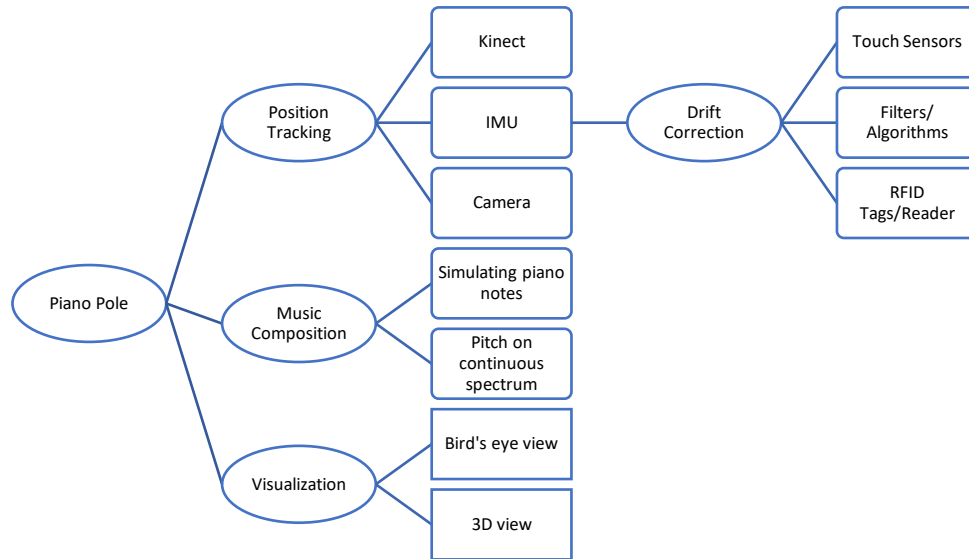 Piano Pole
Position
Tracking
Kinect
IMU
Camera
Drift
Correction
Touch Sensors
Filters/
Algorithms
RFID
Tags/Reader
Music
Composition
Simulating piano
notes
Pitch on
continuous
spectrum
Visualization
Bird's eye view
3D view